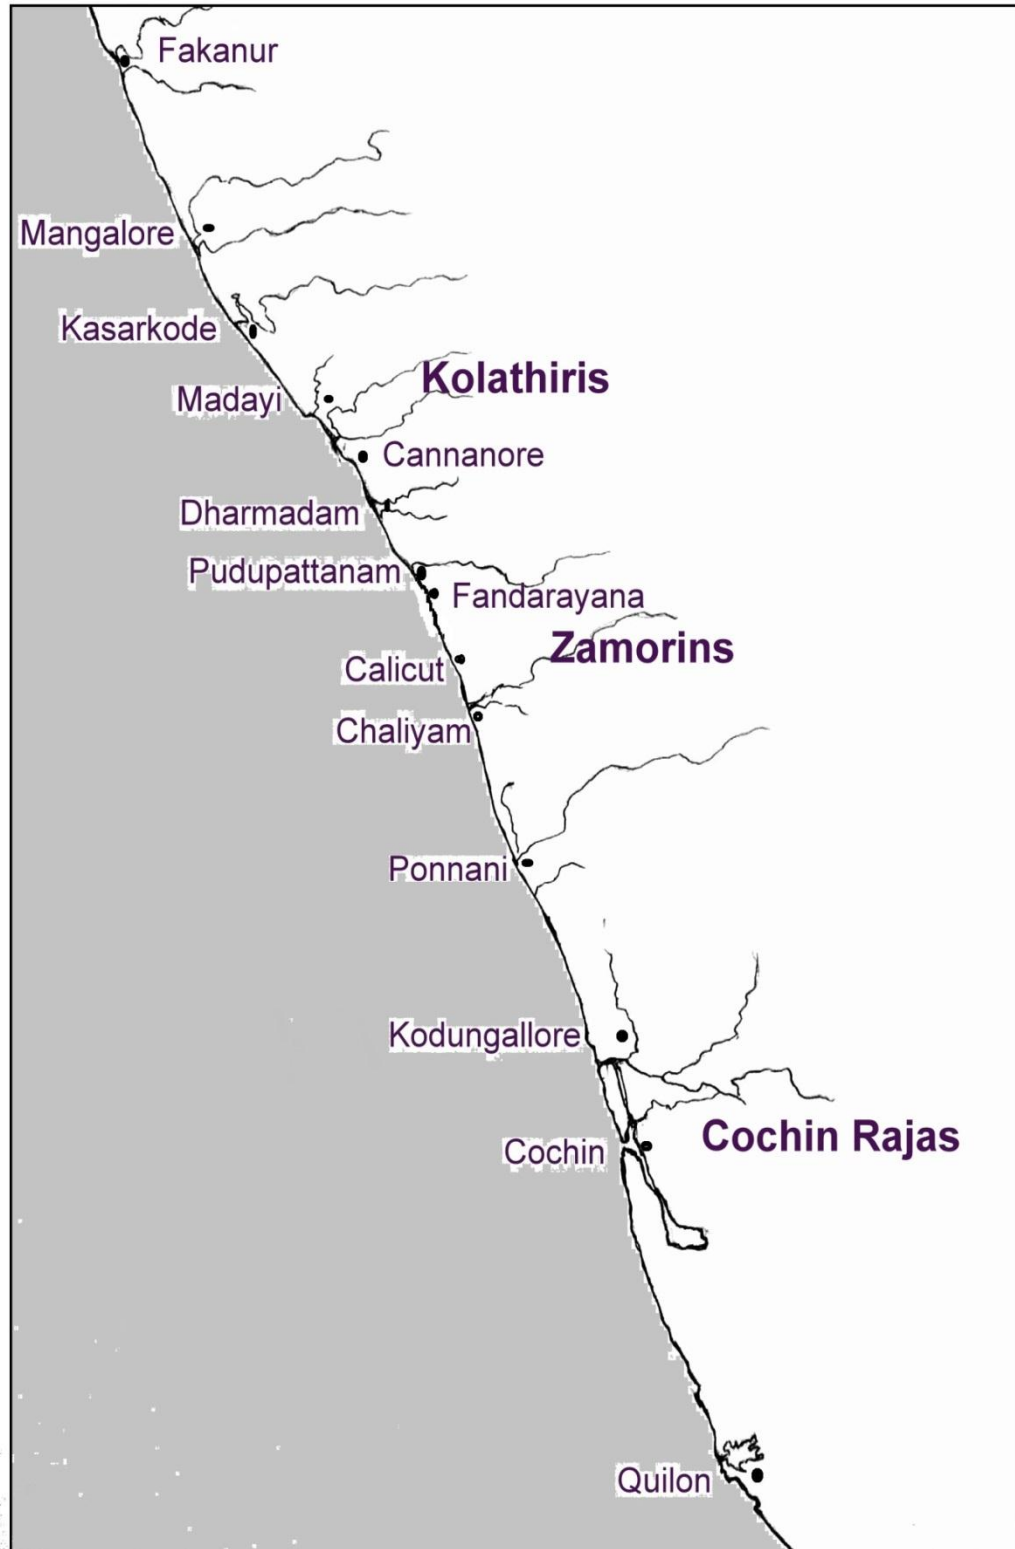 Fakanur
Mangalore
Kasarkode
Kolathiris
Madayi
Cannanore
Dharmadam
Pudupattanam
Fandarayana
Zamorins
Calicut
Chaliyam
Ponnani
Kodungallore
Cochin Rajas
Cochin
Quilon